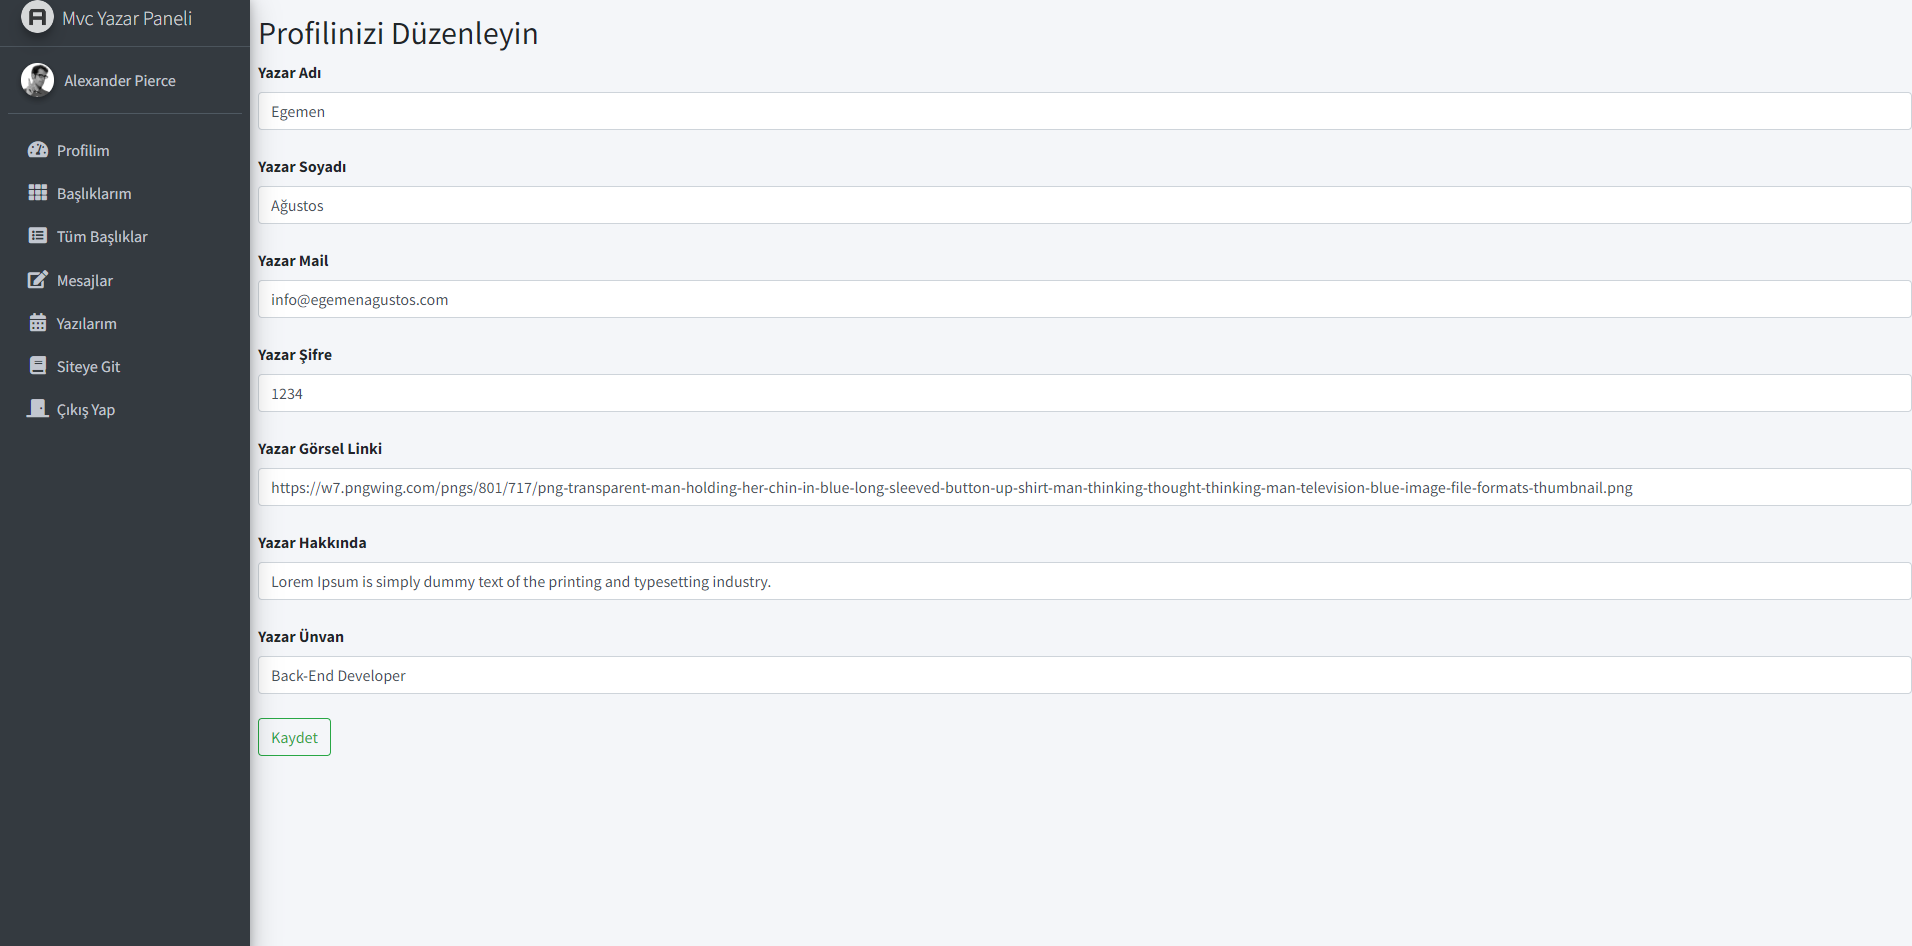 Mvc Yazar Paneli
Alexander Pierce
Profilim
Başlıklarım
Tüm Başlıklar
Mesajlar
Yazılarım
Siteye Git
Çıkış Yap
Profilinizi Düzenleyin
Yazar Adı
Egemen
Yazar Soyadı
Ağustos
Yazar Mail
info@egemenagustos.com
Yazar Şifre
1234
Yazar Görsel Linki
https://w7.pngwing.com/pngs/801/717/png-transparent-man-holding-her-chin-in-blue-long-sleeved-button-up-shirt-man-thinking-thought-thinking-man-television-blue-image-file-formats-thumbnail.png
Yazar Hakkında
Lorem Ipsum is simply dummy text of the printing and typesetting industry.
Yazar Ünvan
Back-End Developer
Kaydet